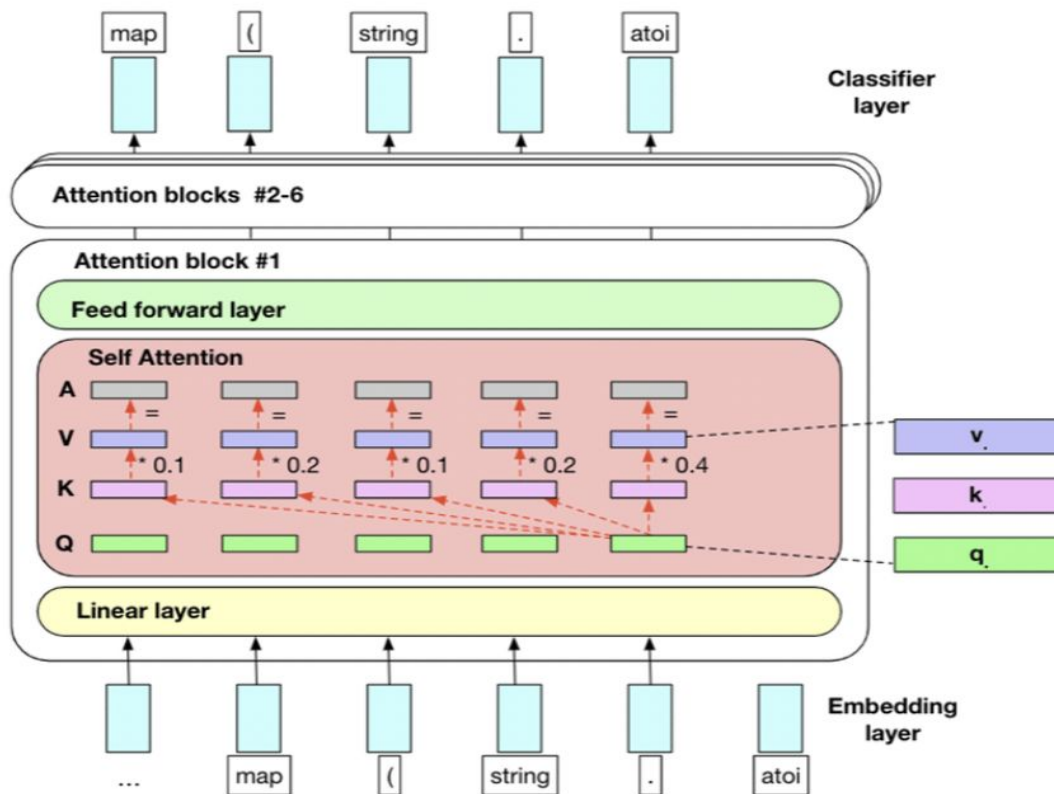 map ( string . atoi
Classifier
layer
Attention blocks #2-6
Attention block #1
Feed forward layer
Self Attention
A
= = = = =
V
* 0.1 * 0.2 * 0.1 * 0.2 * 0.4
K
Q
v.
k.
q.
Linear layer
Embedding
layer
... map ( string . atoi